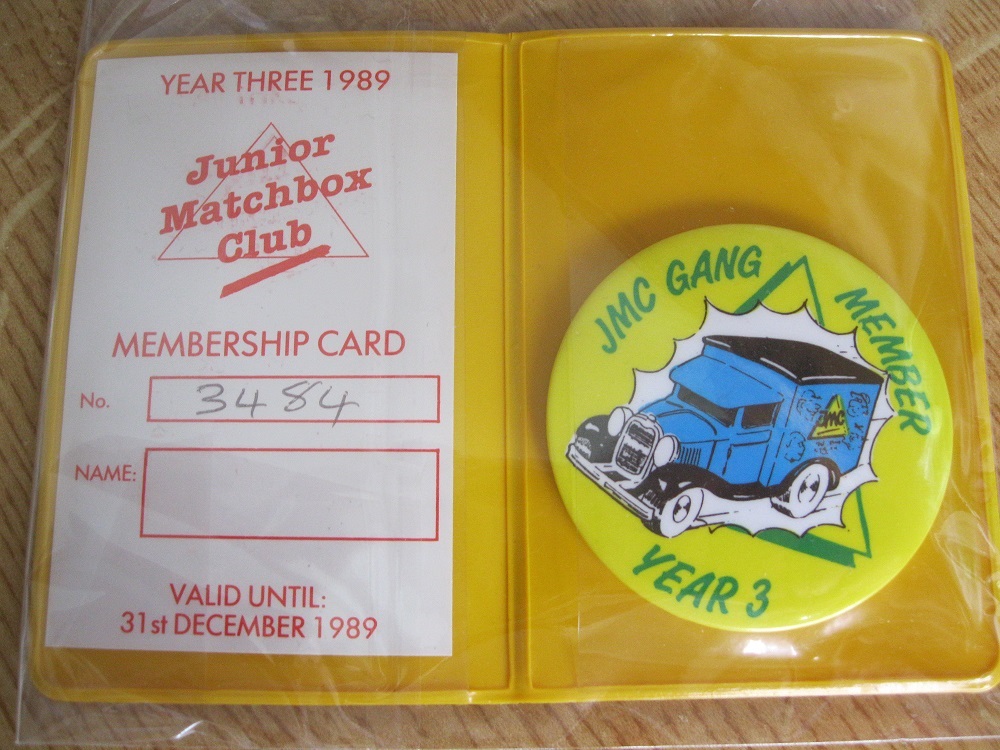 YEAR THREE 1989
Junior
Matchbox
Club
MEMBERSHIP CARD
No. 3484
NAME:
VALID UNTIL:
31st DECEMBER 1989
JMC GANG MEMBER
jmc
YEAR 3